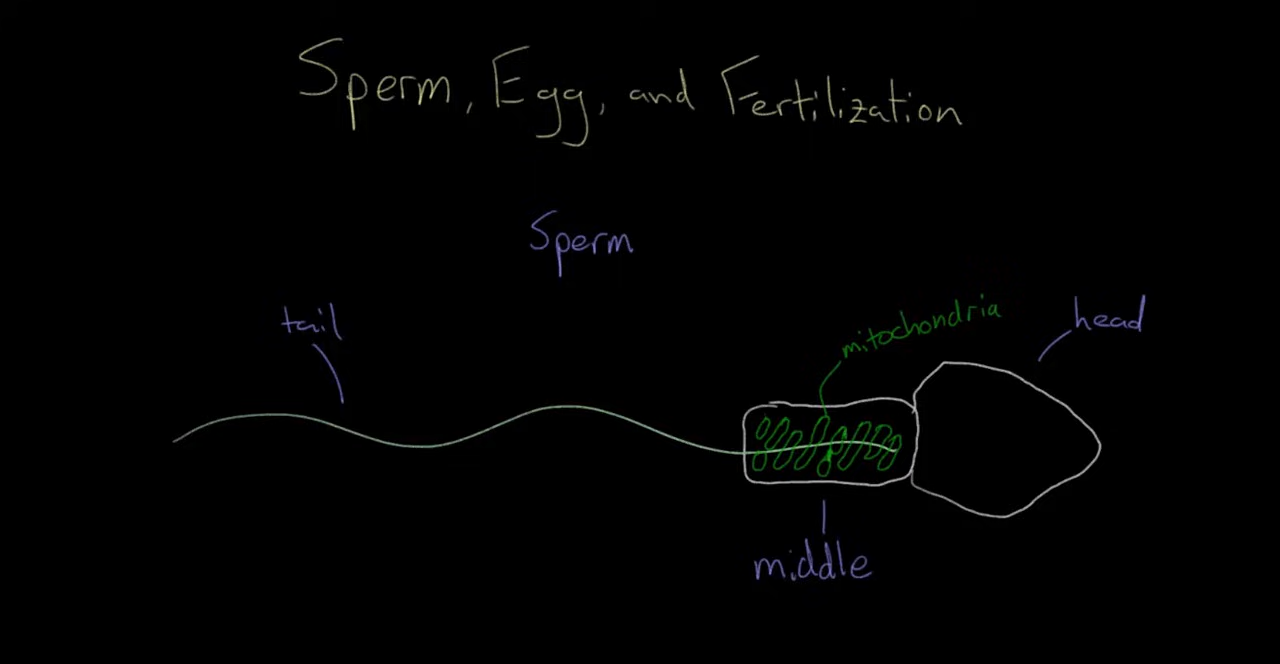 Sperm, Egg, and Fertilization
Sperm
tail
mitochondria
head
middle